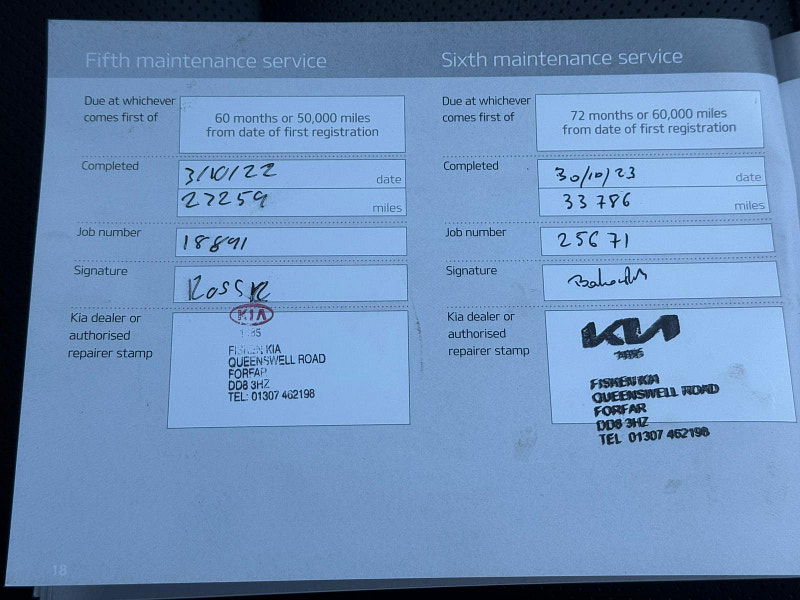 Fifth maintenance service
Due at whichever
comes first of
60 months or 50,000 miles
from date of first registration
Completed
3/10/22
date
27259
miles
Job number
18891
Signature
Ross R
Kia dealer or
authorised
repairer stamp
KIA
FISKEN KIA
QUEENSWELL ROAD
FORFAR
DD8 3HZ
TEL: 01307 462198
Sixth maintenance service
Due at whichever
comes first of
72 months or 60,000 miles
from date of first registration
Completed
30/10/23
date
33786
miles
Job number
25671
Signature
Kia dealer or
authorised
repairer stamp
KIA
FISKEN KIA
QUEENSWELL ROAD
FORFAR
DD8 3HZ
TEL 01307 462198
18